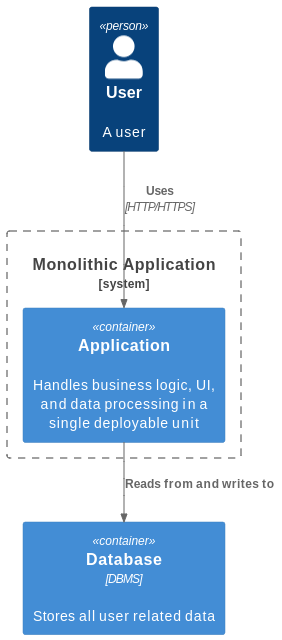 «person»
User
A user
Uses
[HTTP/HTTPS]
Monolithic Application
[system]
«container»
Application
Handles business logic, UI,
and data processing in a
single deployable unit
Reads from and writes to
«container»
Database
[DBMS]
Stores all user related data